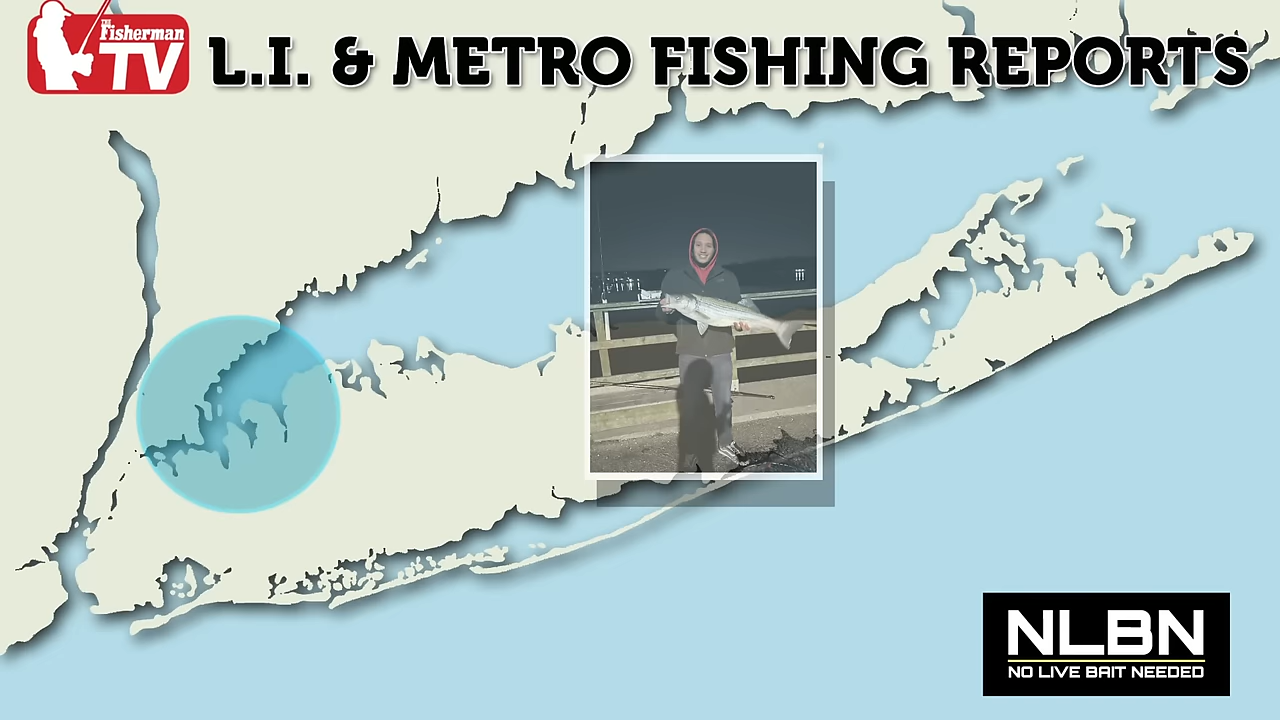 THE
Fisherman
TV
L.I. & METRO FISHING REPORTS
NLBN
NO LIVE BAIT NEEDED